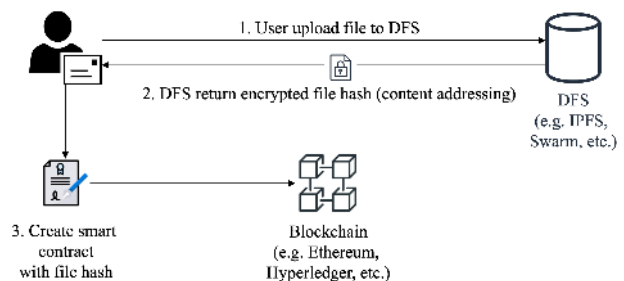 1. User upload file to DFS
2. DFS return encrypted file hash (content addressing)
DFS
(e.g. IPFS,
Swarm, etc.)
3. Create smart
contract
with file hash
Blockchain
(e.g. Ethereum,
Hyperledger, etc.)